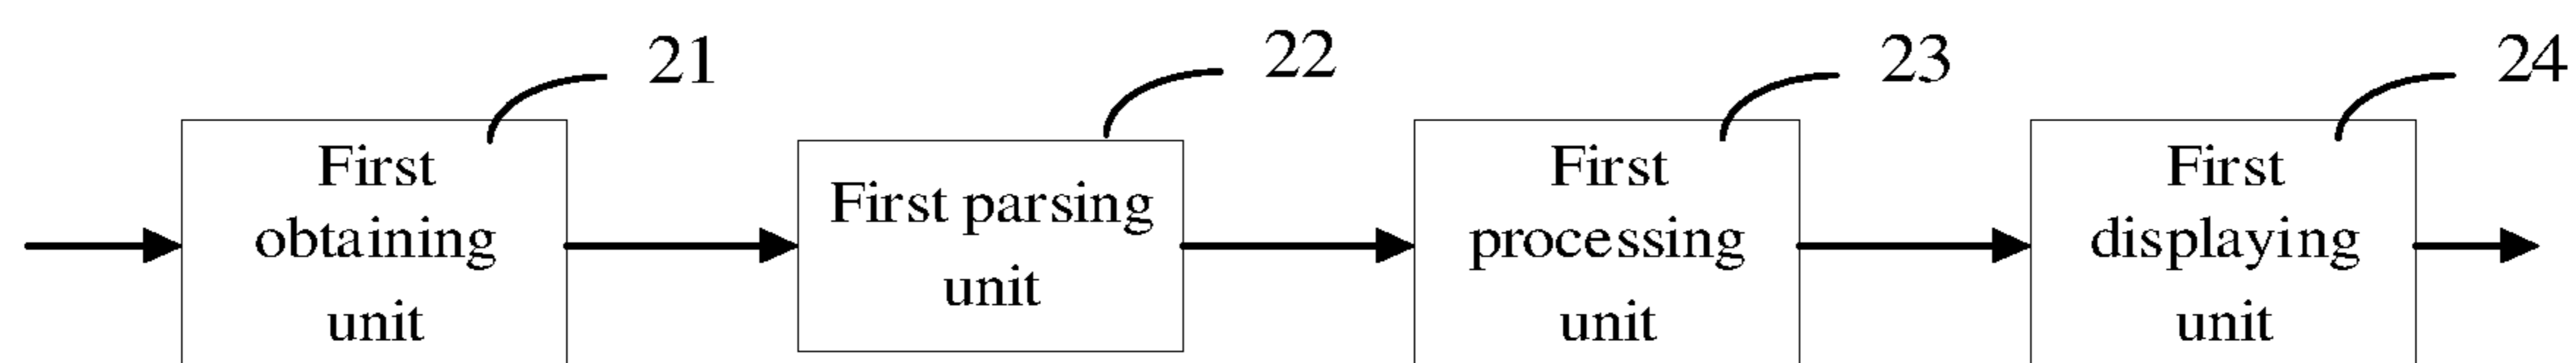 21
22
23
24
First
obtaining
unit
First parsing
unit
First
processing
unit
First
displaying
unit